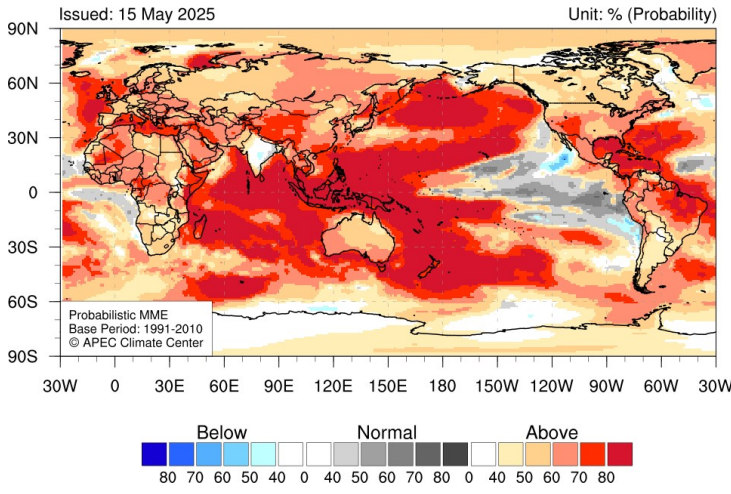 Issued: 15 May 2025 Unit: % (Probability)
90N
60N
30N
0
30S
60S
90S
Probabilistic MME
Base Period: 1991-2010
© APEC Climate Center
30W 0 30E 60E 90E 120E 150E 180 150W 120W 90W 60W 30W
Below Normal Above
80 70 60 50 40 0 40 50 60 70 80 0 40 50 60 70 80